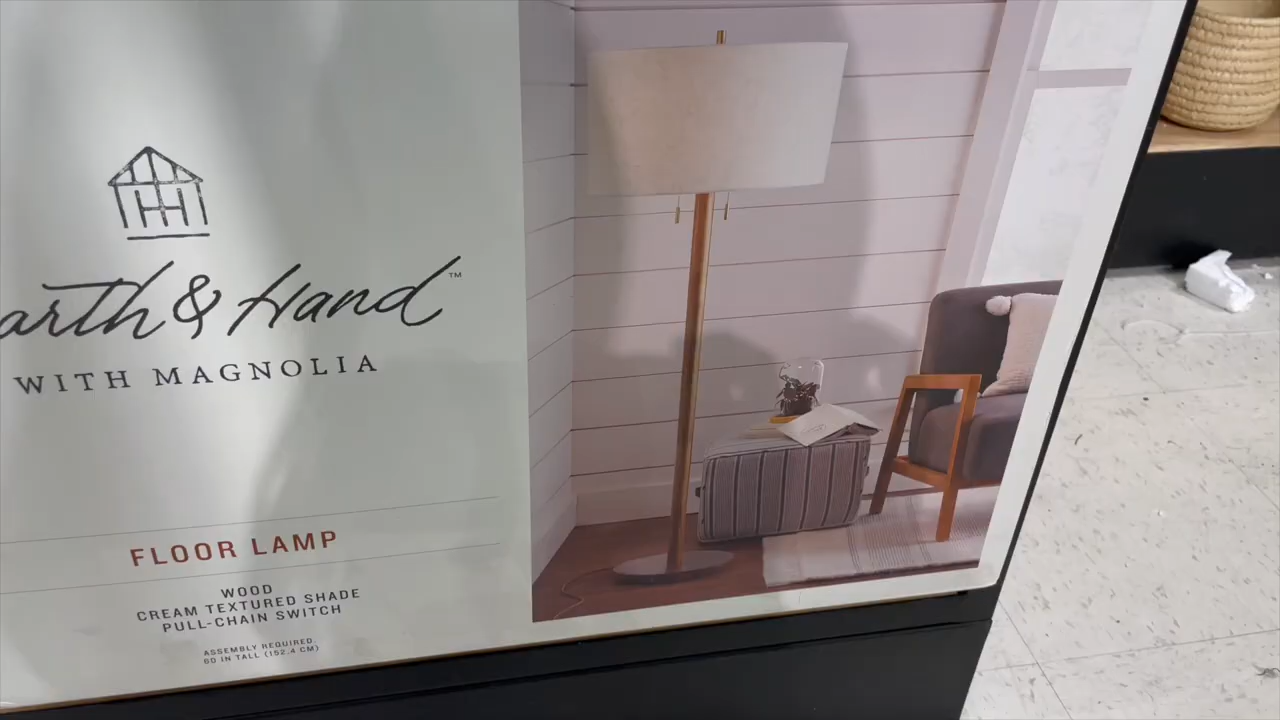 arth & Hand™
WITH MAGNOLIA
FLOOR LAMP
WOOD
CREAM TEXTURED SHADE
PULL-CHAIN SWITCH
ASSEMBLY REQUIRED.
60 IN TALL (152.4 CM)